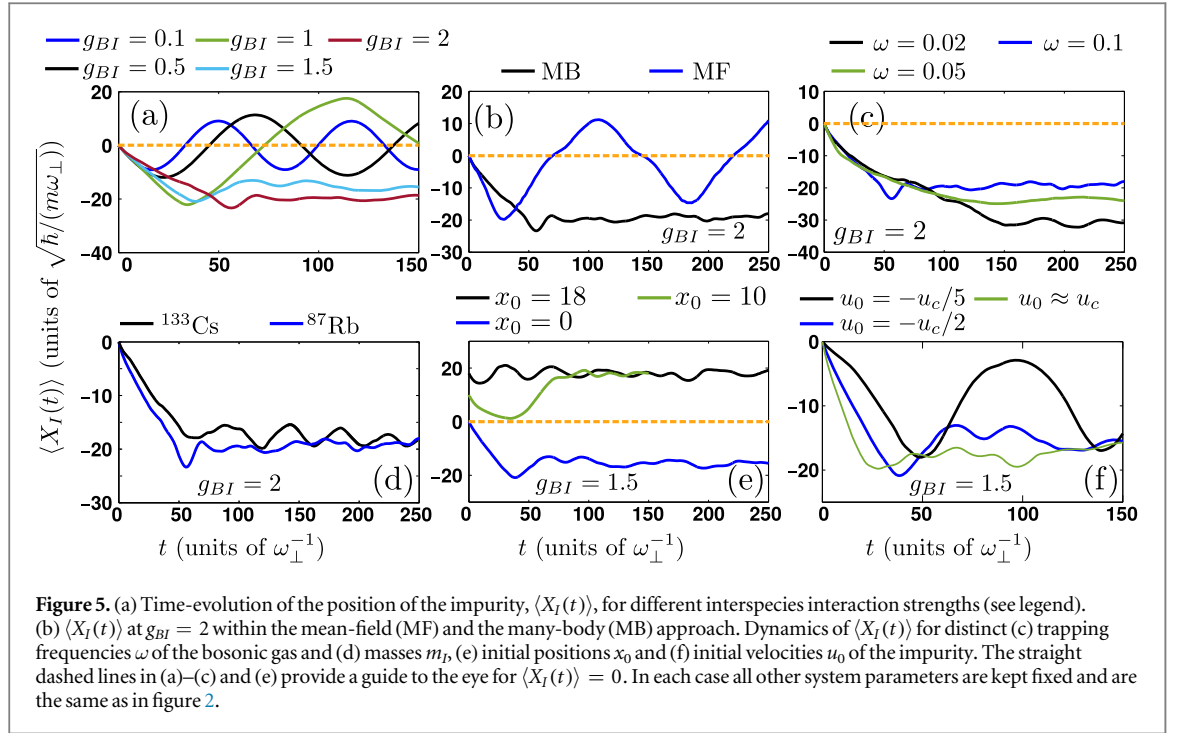 g_{BI} = 0.1 g_{BI} = 1 g_{BI} = 2
g_{BI} = 0.5 g_{BI} = 1.5
MB MF
ω = 0.02 ω = 0.1
ω = 0.05
⟨X_I(t)⟩ (units of √ħ/(mω_⊥))
(a)
20
0
−20
−40
0 50 100 150
(b)
20
10
0
−10
−20
−30
g_{BI} = 2
0 50 100 150 200 250
(c)
10
0
−10
−20
−30
−40
g_{BI} = 2
0 50 100 150 200 250
133Cs 87Rb
x_0 = 18 x_0 = 10
x_0 = 0
u_0 = −u_c/5 u_0 ≈ u_c
u_0 = −u_c/2
0
−10
−20
−30
g_{BI} = 2 (d)
0 50 100 150 200 250
t (units of ω_⊥^{−1})
20
0
−20
(e)
g_{BI} = 1.5
0 50 100 150 200 250
t (units of ω_⊥^{−1})
0
−10
−20
g_{BI} = 1.5 (f)
0 50 100 150
t (units of ω_⊥^{−1})
Figure 5. (a) Time-evolution of the position of the impurity, ⟨X_I(t)⟩, for different interspecies interaction strengths (see legend).
(b) ⟨X_I(t)⟩ at g_{BI} = 2 within the mean-field (MF) and the many-body (MB) approach. Dynamics of ⟨X_I(t)⟩ for distinct (c) trapping
frequencies ω of the bosonic gas and (d) masses m_I, (e) initial positions x_0 and (f) initial velocities u_0 of the impurity. The straight
dashed lines in (a)–(c) and (e) provide a guide to the eye for ⟨X_I(t)⟩ = 0. In each case all other system parameters are kept fixed and are
the same as in figure 2.